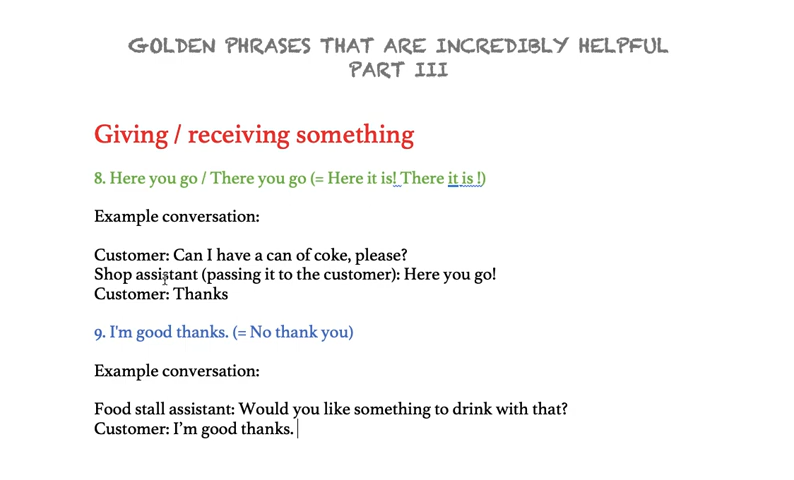 GOLDEN PHRASES THAT ARE INCREDIBLY HELPFUL
PART III
Giving / receiving something
8. Here you go / There you go (= Here it is! There it is !)
Example conversation:
Customer: Can I have a can of coke, please?
Shop assistant (passing it to the customer): Here you go!
Customer: Thanks
9. I'm good thanks. (= No thank you)
Example conversation:
Food stall assistant: Would you like something to drink with that?
Customer: I’m good thanks.